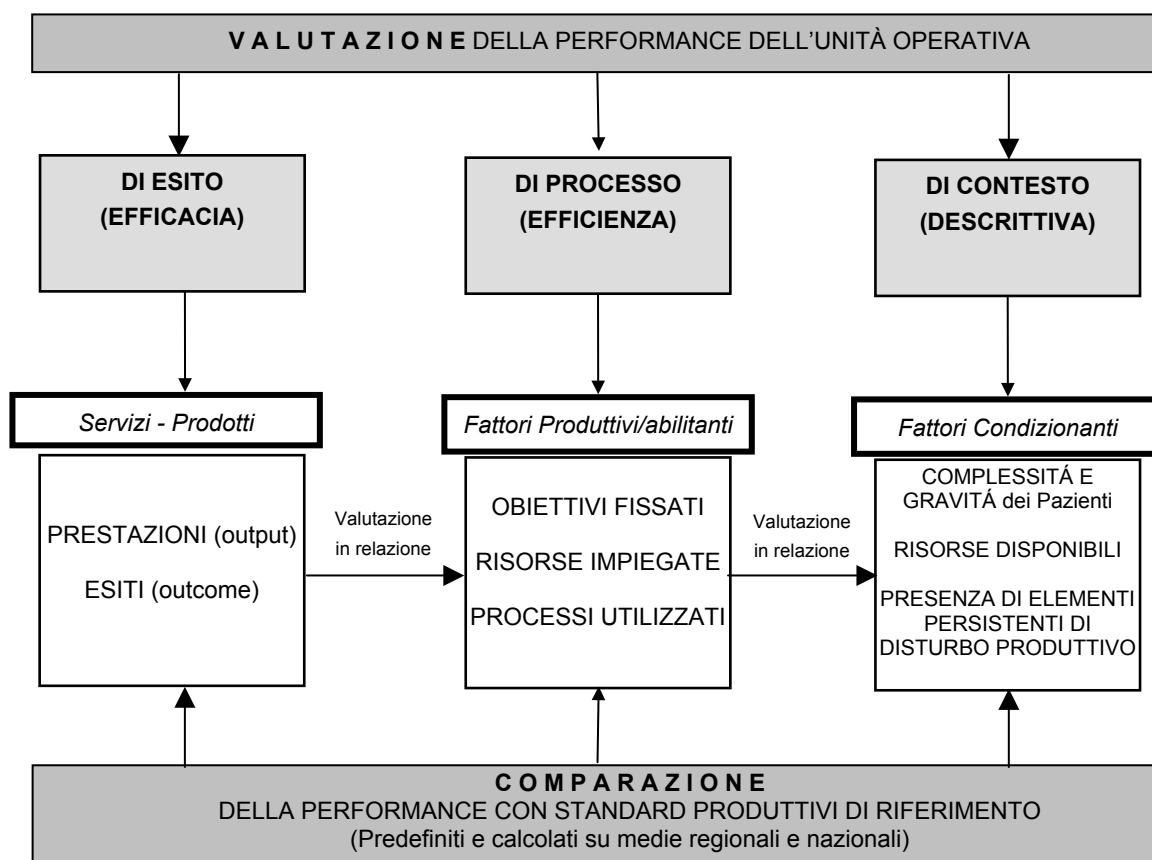 V A L U T A Z I O N E DELLA PERFORMANCE DELL'UNITÀ OPERATIVA
DI ESITO
(EFFICACIA)
DI PROCESSO
(EFFICIENZA)
DI CONTESTO
(DESCRITTIVA)
Servizi - Prodotti
Fattori Produttivi/abilitanti
Fattori Condizionanti
PRESTAZIONI (output)
ESITI (outcome)
Valutazione
in relazione
OBIETTIVI FISSATI
RISORSE IMPIEGATE
PROCESSI UTILIZZATI
Valutazione
in relazione
COMPLESSITÁ E
GRAVITÁ dei Pazienti
RISORSE DISPONIBILI
PRESENZA DI ELEMENTI
PERSISTENTI DI
DISTURBO PRODUTTIVO
C O M P A R A Z I O N E
DELLA PERFORMANCE CON STANDARD PRODUTTIVI DI RIFERIMENTO
(Predefiniti e calcolati su medie regionali e nazionali)